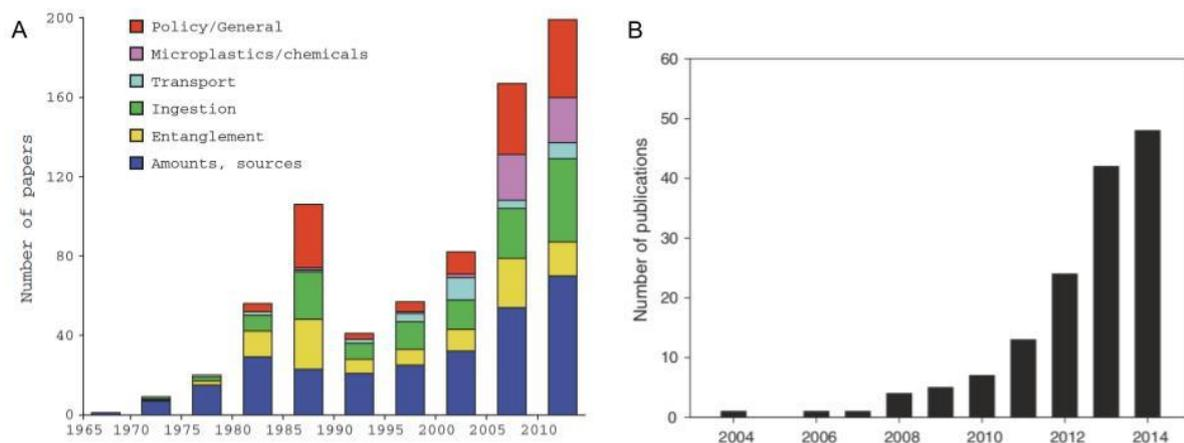 A
Number of papers
200
160
120
80
40
0
Policy/General
Microplastics/chemicals
Transport
Ingestion
Entanglement
Amounts, sources
1965 1970 1975 1980 1985 1990 1995 2000 2005 2010
B
Number of publications
60
50
40
30
20
10
0
2004 2006 2008 2010 2012 2014